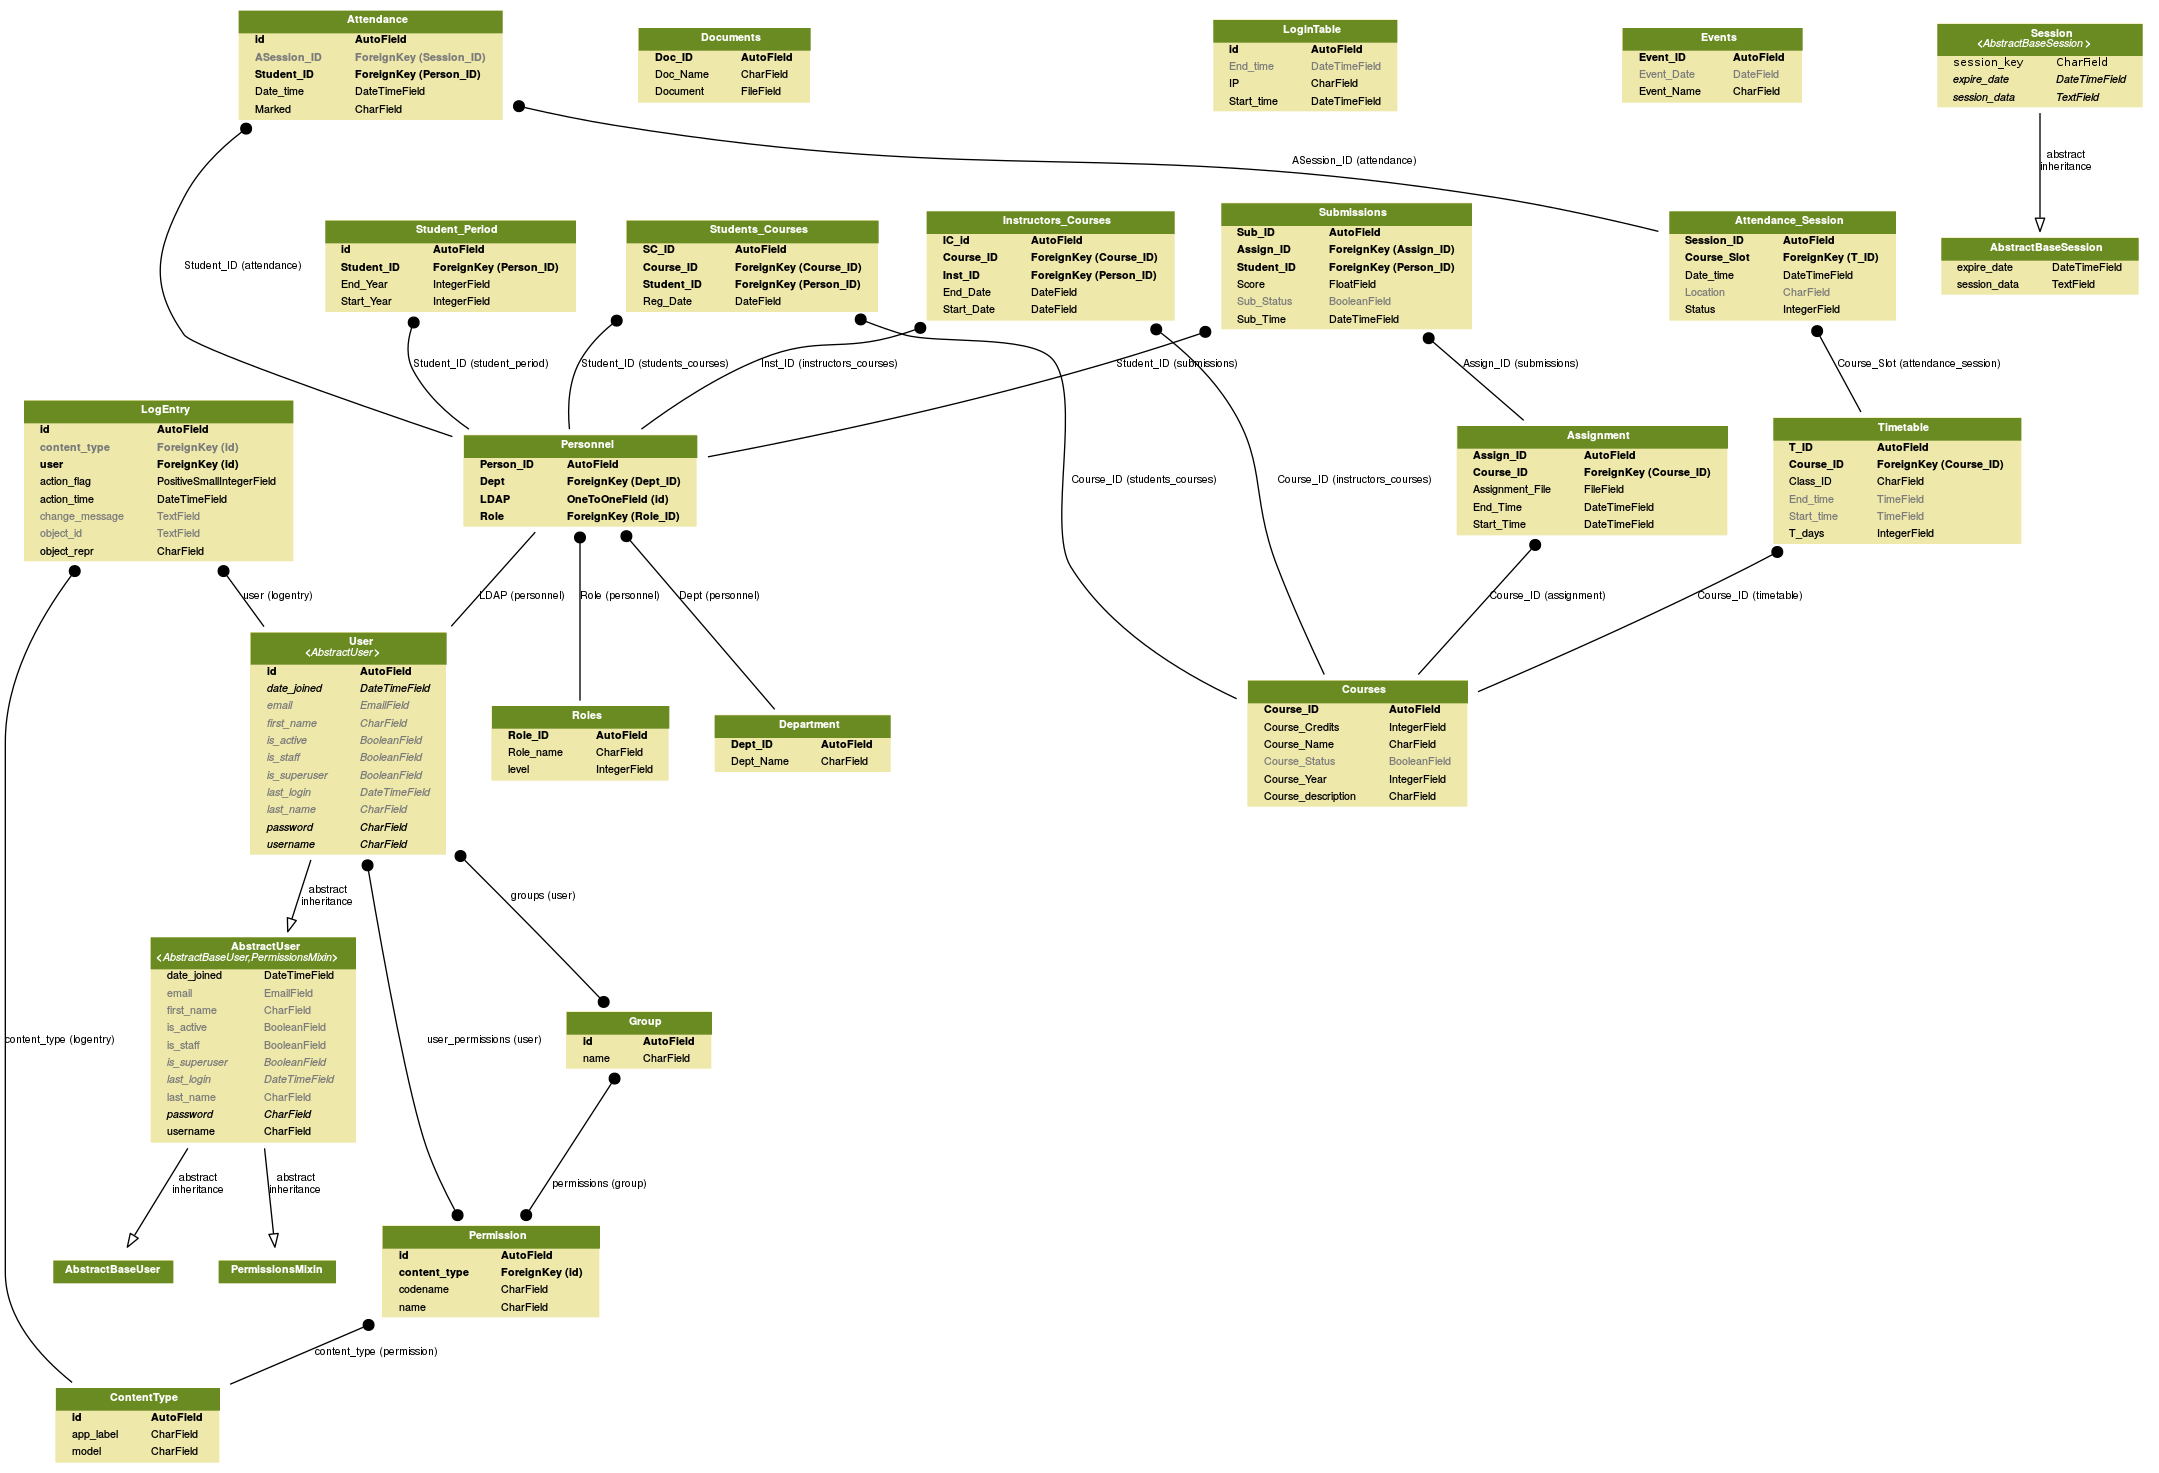 Attendance
id AutoField
ASession_ID ForeignKey (Session_ID)
Student_ID ForeignKey (Person_ID)
Date_time DateTimeField
Marked CharField
Documents
Doc_ID AutoField
Doc_Name CharField
Document FileField
LoginTable
id AutoField
End_time DateTimeField
IP CharField
Start_time DateTimeField
Events
Event_ID AutoField
Event_Date DateField
Event_Name CharField
Session
<AbstractBaseSession>
session_key CharField
expire_date DateTimeField
session_data TextField
ASession_ID (attendance)
abstract
inheritance
Student_ID (attendance)
Student_Period
id AutoField
Student_ID ForeignKey (Person_ID)
End_Year IntegerField
Start_Year IntegerField
Students_Courses
SC_ID AutoField
Course_ID ForeignKey (Course_ID)
Student_ID ForeignKey (Person_ID)
Reg_Date DateField
Instructors_Courses
IC_id AutoField
Course_ID ForeignKey (Course_ID)
Inst_ID ForeignKey (Person_ID)
End_Date DateField
Start_Date DateField
Submissions
Sub_ID AutoField
Assign_ID ForeignKey (Assign_ID)
Student_ID ForeignKey (Person_ID)
Score FloatField
Sub_Status BooleanField
Sub_Time DateTimeField
Attendance_Session
Session_ID AutoField
Course_Slot ForeignKey (T_ID)
Date_time DateTimeField
Location CharField
Status IntegerField
AbstractBaseSession
expire_date DateTimeField
session_data TextField
Student_ID (student_period)
Student_ID (students_courses)
Inst_ID (instructors_courses)
Student_ID (submissions)
Assign_ID (submissions)
Course_Slot (attendance_session)
LogEntry
id AutoField
content_type ForeignKey (id)
user ForeignKey (id)
action_flag PositiveSmallIntegerField
action_time DateTimeField
change_message TextField
object_id TextField
object_repr CharField
Personnel
Person_ID AutoField
Dept ForeignKey (Dept_ID)
LDAP OneToOneField (id)
Role ForeignKey (Role_ID)
Course_ID (students_courses)
Course_ID (instructors_courses)
Assignment
Assign_ID AutoField
Course_ID ForeignKey (Course_ID)
Assignment_File FileField
End_Time DateTimeField
Start_Time DateTimeField
Timetable
T_ID AutoField
Course_ID ForeignKey (Course_ID)
Class_ID CharField
End_time TimeField
Start_time TimeField
T_days IntegerField
user (logentry)
LDAP (personnel)
Role (personnel)
Dept (personnel)
Course_ID (assignment)
Course_ID (timetable)
User
<AbstractUser>
id AutoField
date_joined DateTimeField
email EmailField
first_name CharField
is_active BooleanField
is_staff BooleanField
is_superuser BooleanField
last_login DateTimeField
last_name CharField
password CharField
username CharField
Roles
Role_ID AutoField
Role_name CharField
level IntegerField
Department
Dept_ID AutoField
Dept_Name CharField
Courses
Course_ID AutoField
Course_Credits IntegerField
Course_Name CharField
Course_Status BooleanField
Course_Year IntegerField
Course_description CharField
abstract
inheritance
groups (user)
AbstractUser
<AbstractBaseUser,PermissionsMixin>
date_joined DateTimeField
email EmailField
first_name CharField
is_active BooleanField
is_staff BooleanField
is_superuser BooleanField
last_login DateTimeField
last_name CharField
password CharField
username CharField
content_type (logentry)
user_permissions (user)
Group
id AutoField
name CharField
abstract
inheritance
abstract
inheritance
permissions (group)
AbstractBaseUser
PermissionsMixin
Permission
id AutoField
content_type ForeignKey (id)
codename CharField
name CharField
content_type (permission)
ContentType
id AutoField
app_label CharField
model CharField